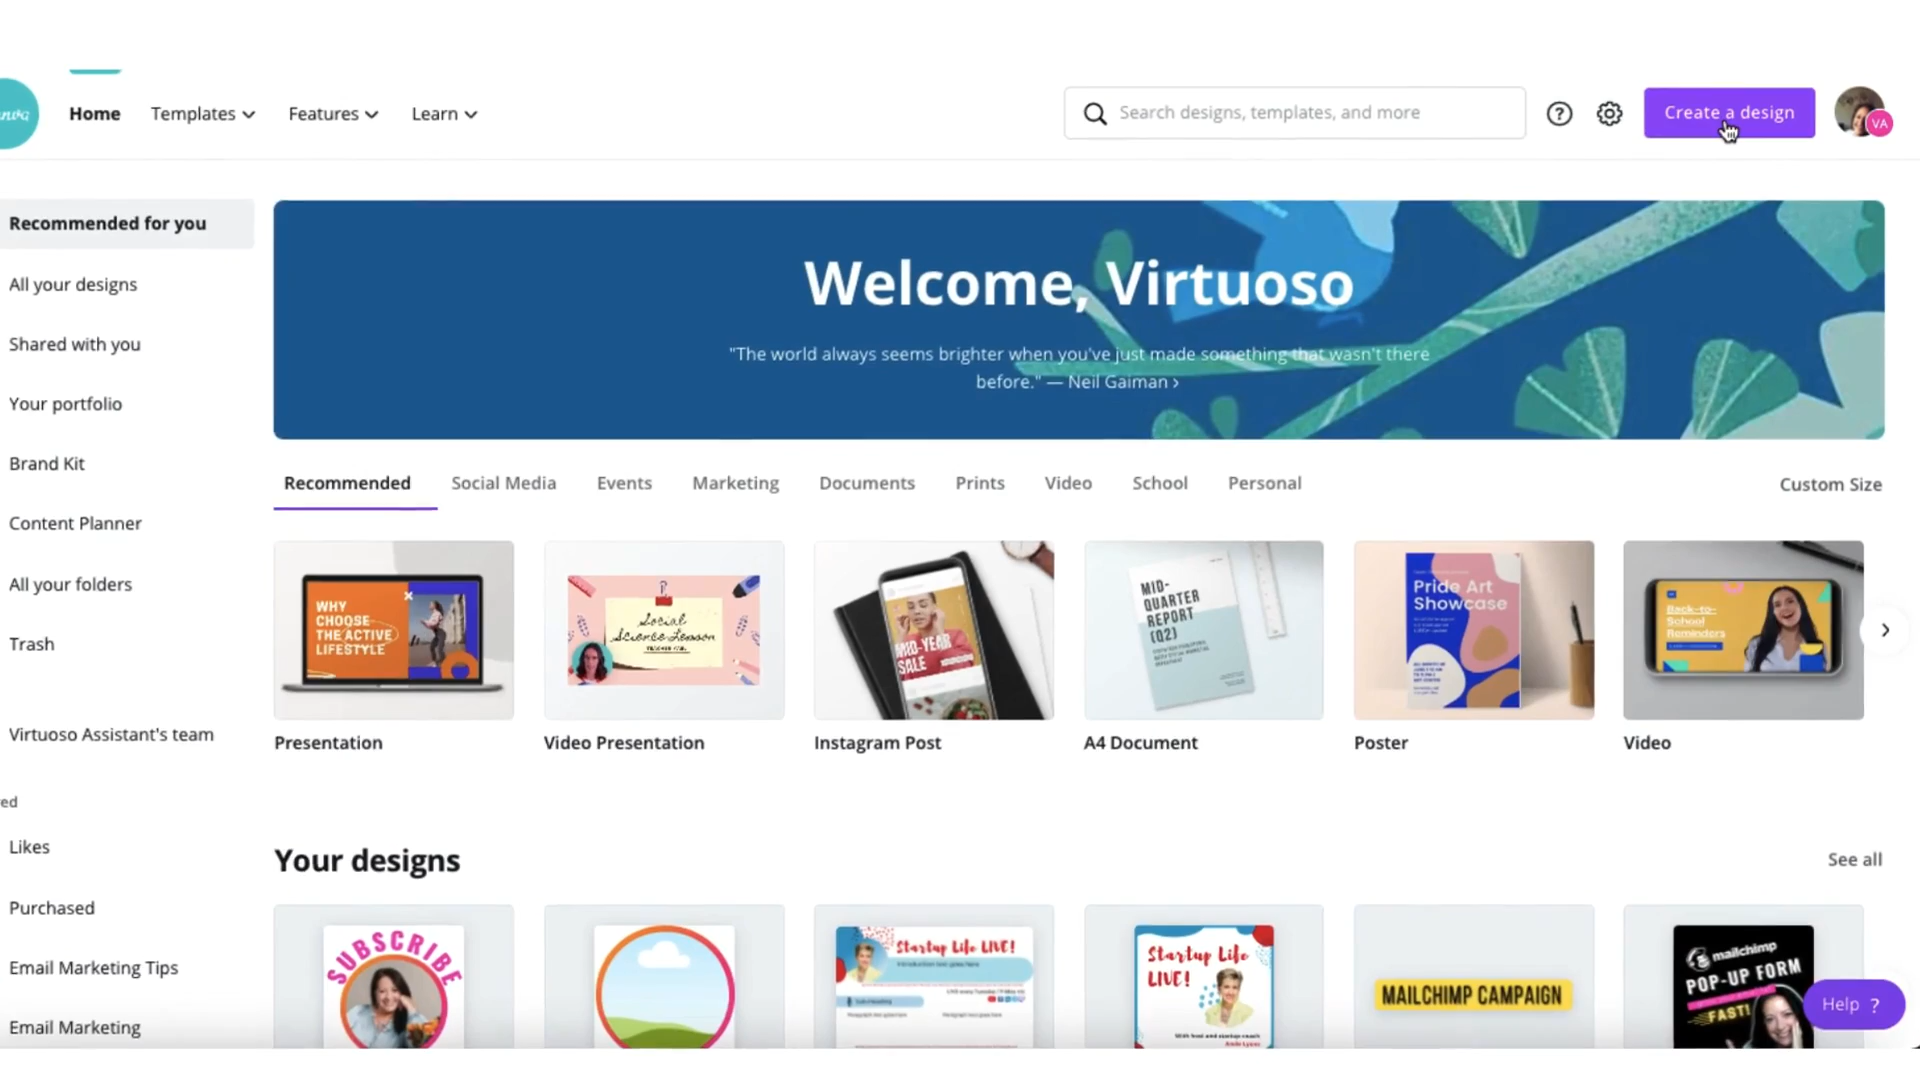 Home
Templates
Features
Learn
Search designs, templates, and more
Create a design
VA
Recommended for you
All your designs
Shared with you
Your portfolio
Brand Kit
Content Planner
All your folders
Trash
Virtuoso Assistant's team
Likes
Purchased
Email Marketing Tips
Email Marketing
Welcome, Virtuoso
"The world always seems brighter when you've just made something that wasn't there
before." — Neil Gaiman ›
Recommended
Social Media
Events
Marketing
Documents
Prints
Video
School
Personal
Custom Size
WHY
CHOOSE
THE ACTIVE
LIFESTYLE
Social
Science Lesson
MID-YEAR
SALE
MID-
QUARTER
REPORT
(Q2)
Pride Art
Showcase
Back-to-
School
Reminders
Presentation
Video Presentation
Instagram Post
A4 Document
Poster
Video
Your designs
See all
SUBSCRIBE
Startup Life LIVE!
Introduction text goes here
Startup Life
LIVE!
MAILCHIMP CAMPAIGN
mailchimp
POP-UP FORM
FAST!
Help ?